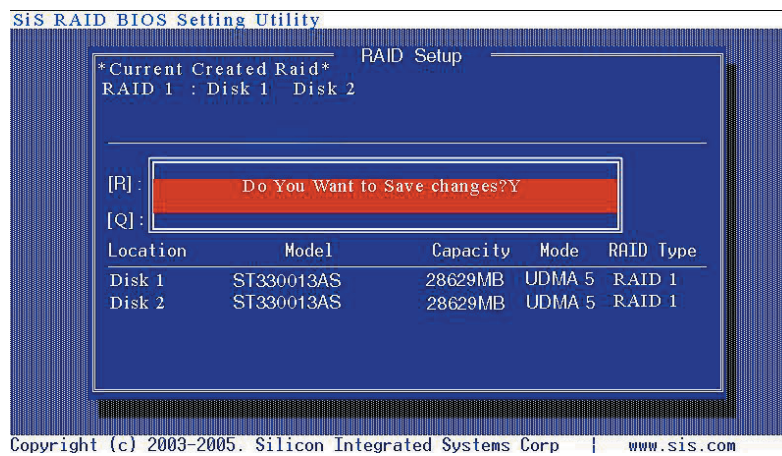 SiS RAID BIOS Setting Utility
RAID Setup
*Current Created Raid*
RAID 1 : Disk 1 Disk 2
[R] :
Do You Want to Save changes?Y
[Q] :
Location Model Capacity Mode RAID Type
Disk 1 ST330013AS 28629MB UDMA 5 RAID 1
Disk 2 ST330013AS 28629MB UDMA 5 RAID 1
Copyright (c) 2003-2005. Silicon Integrated Systems Corp | www.sis.com